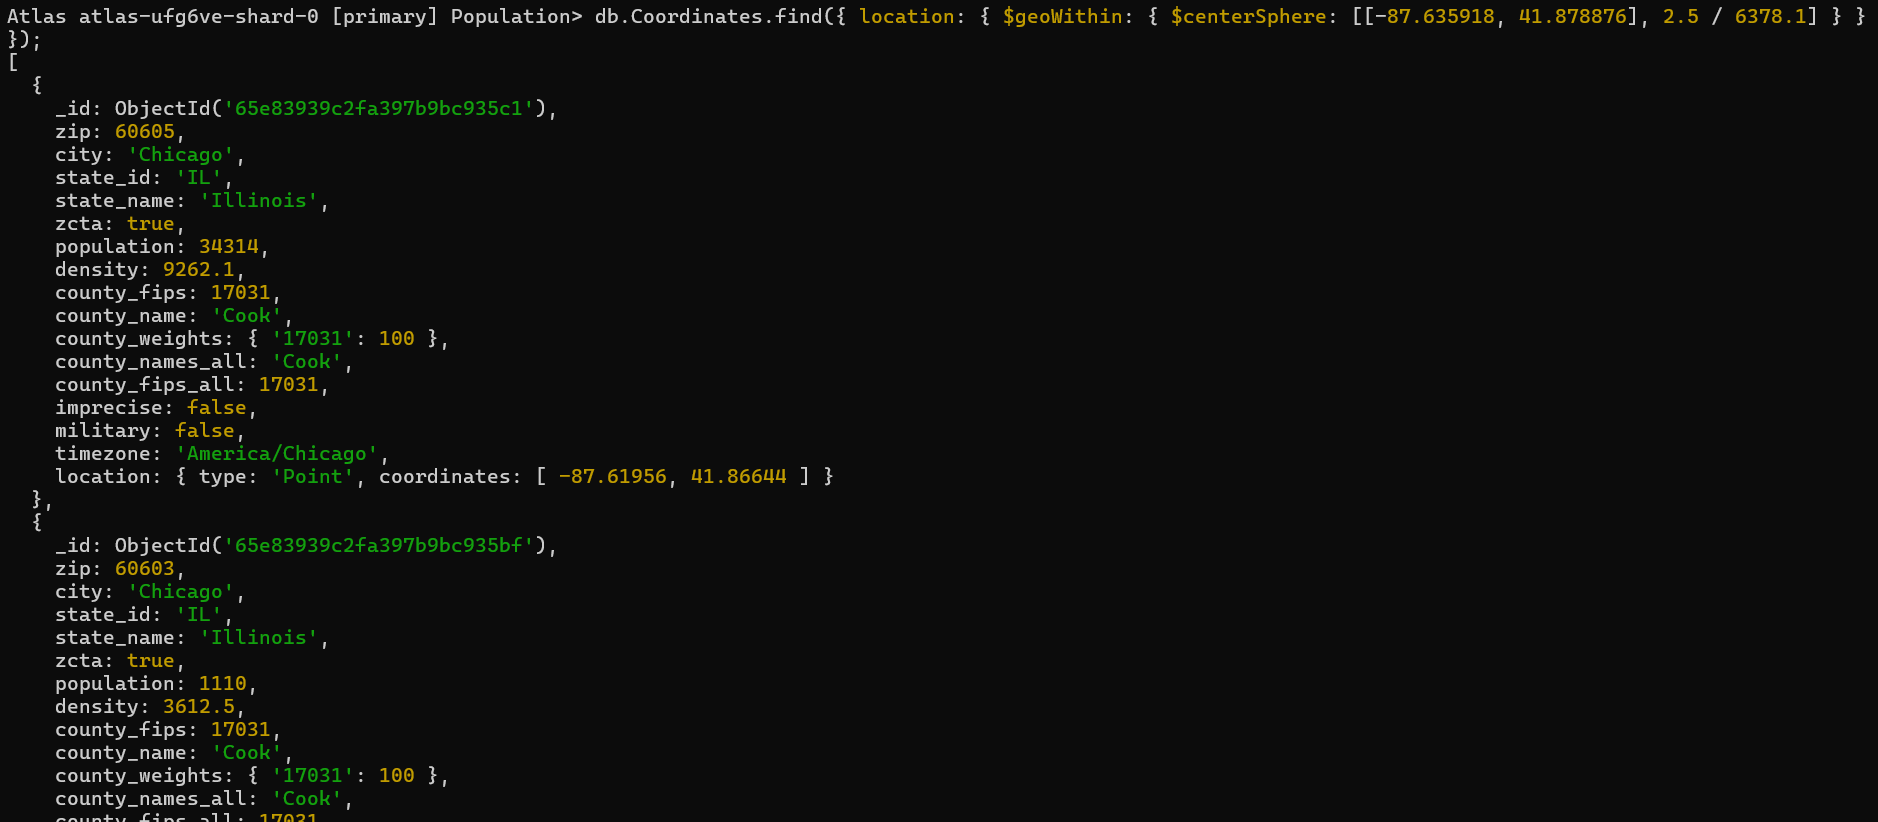 Atlas atlas-ufg6ve-shard-0 [primary] Population> db.Coordinates.find({ location: { $geoWithin: { $centerSphere: [[-87.635918, 41.878876], 2.5 / 6378.1] } }
});
[
  {
    _id: ObjectId('65e83939c2fa397b9bc935c1'),
    zip: 60605,
    city: 'Chicago',
    state_id: 'IL',
    state_name: 'Illinois',
    zcta: true,
    population: 34314,
    density: 9262.1,
    county_fips: 17031,
    county_name: 'Cook',
    county_weights: { '17031': 100 },
    county_names_all: 'Cook',
    county_fips_all: 17031,
    imprecise: false,
    military: false,
    timezone: 'America/Chicago',
    location: { type: 'Point', coordinates: [ -87.61956, 41.86644 ] }
  },
  {
    _id: ObjectId('65e83939c2fa397b9bc935bf'),
    zip: 60603,
    city: 'Chicago',
    state_id: 'IL',
    state_name: 'Illinois',
    zcta: true,
    population: 1110,
    density: 3612.5,
    county_fips: 17031,
    county_name: 'Cook',
    county_weights: { '17031': 100 },
    county_names_all: 'Cook',
    county_fips_all: 17031